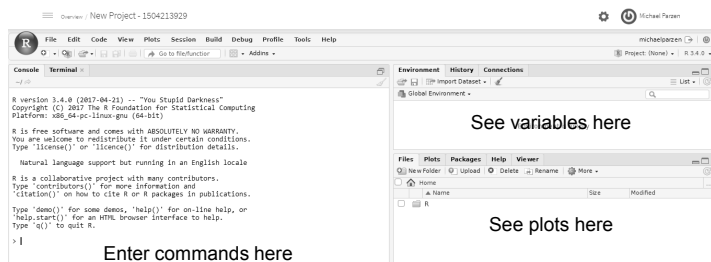 Overview / New Project - 1504213929
Michael Parzen
R File Edit Code View Plots Session Build Debug Profile Tools Help
michaelparzen
Go to file/function Addins
Project: (None) R 3.4.0
Console Terminal ×
~/
R version 3.4.0 (2017-04-21) -- "You Stupid Darkness"
Copyright (C) 2017 The R Foundation for Statistical Computing
Platform: x86_64-pc-linux-gnu (64-bit)
R is free software and comes with ABSOLUTELY NO WARRANTY.
You are welcome to redistribute it under certain conditions.
Type 'license()' or 'licence()' for distribution details.
Natural language support but running in an English locale
R is a collaborative project with many contributors.
Type 'contributors()' for more information and
'citation()' on how to cite R or R packages in publications.
Type 'demo()' for some demos, 'help()' for on-line help, or
'help.start()' for an HTML browser interface to help.
Type 'q()' to quit R.
>
Enter commands here
Environment History Connections
Import Dataset List
Global Environment
See variables here
Files Plots Packages Help Viewer
New Folder Upload Delete Rename More
Home
Name Size Modified
R
See plots here